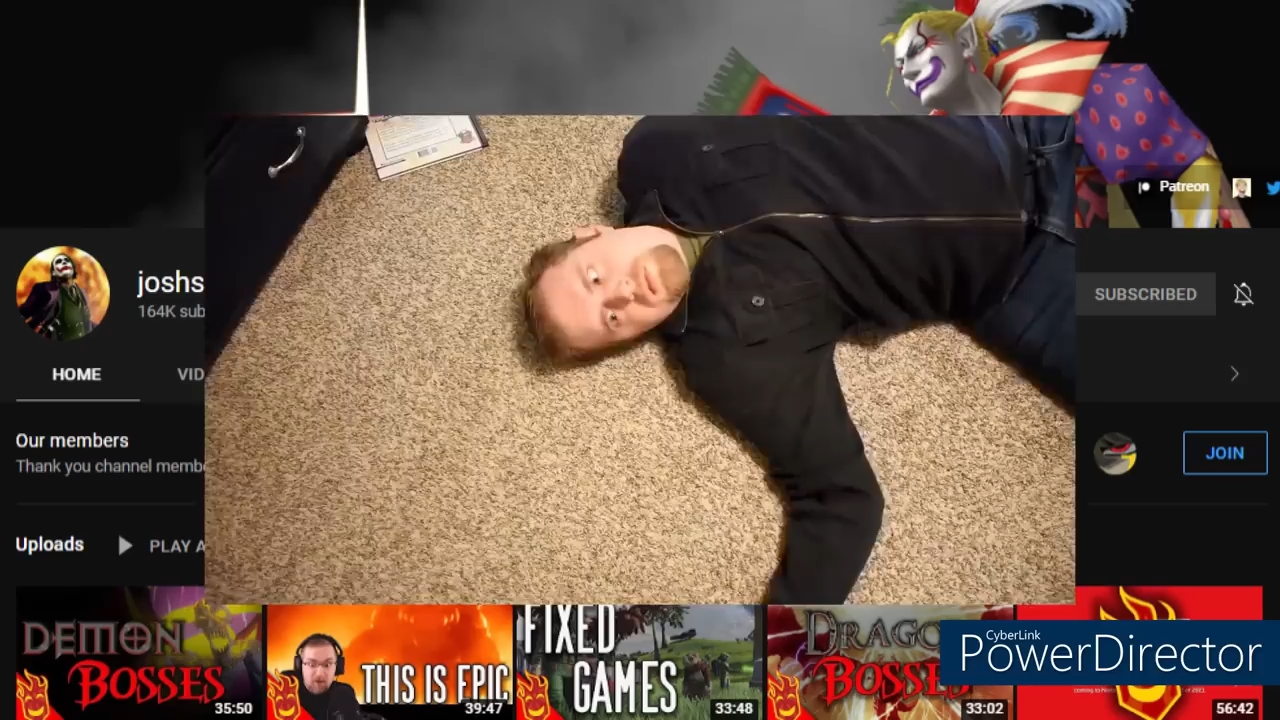 Patreon
joshs
164K sub
SUBSCRIBED
HOME
VID
Our members
Thank you channel membe
JOIN
Uploads
PLAY A
DEMON
BOSSES
35:50
THIS IS EPIC
39:47
FIXED
GAMES
33:48
DRAGO
BOSSES
33:02
56:42
CyberLink
PowerDirector